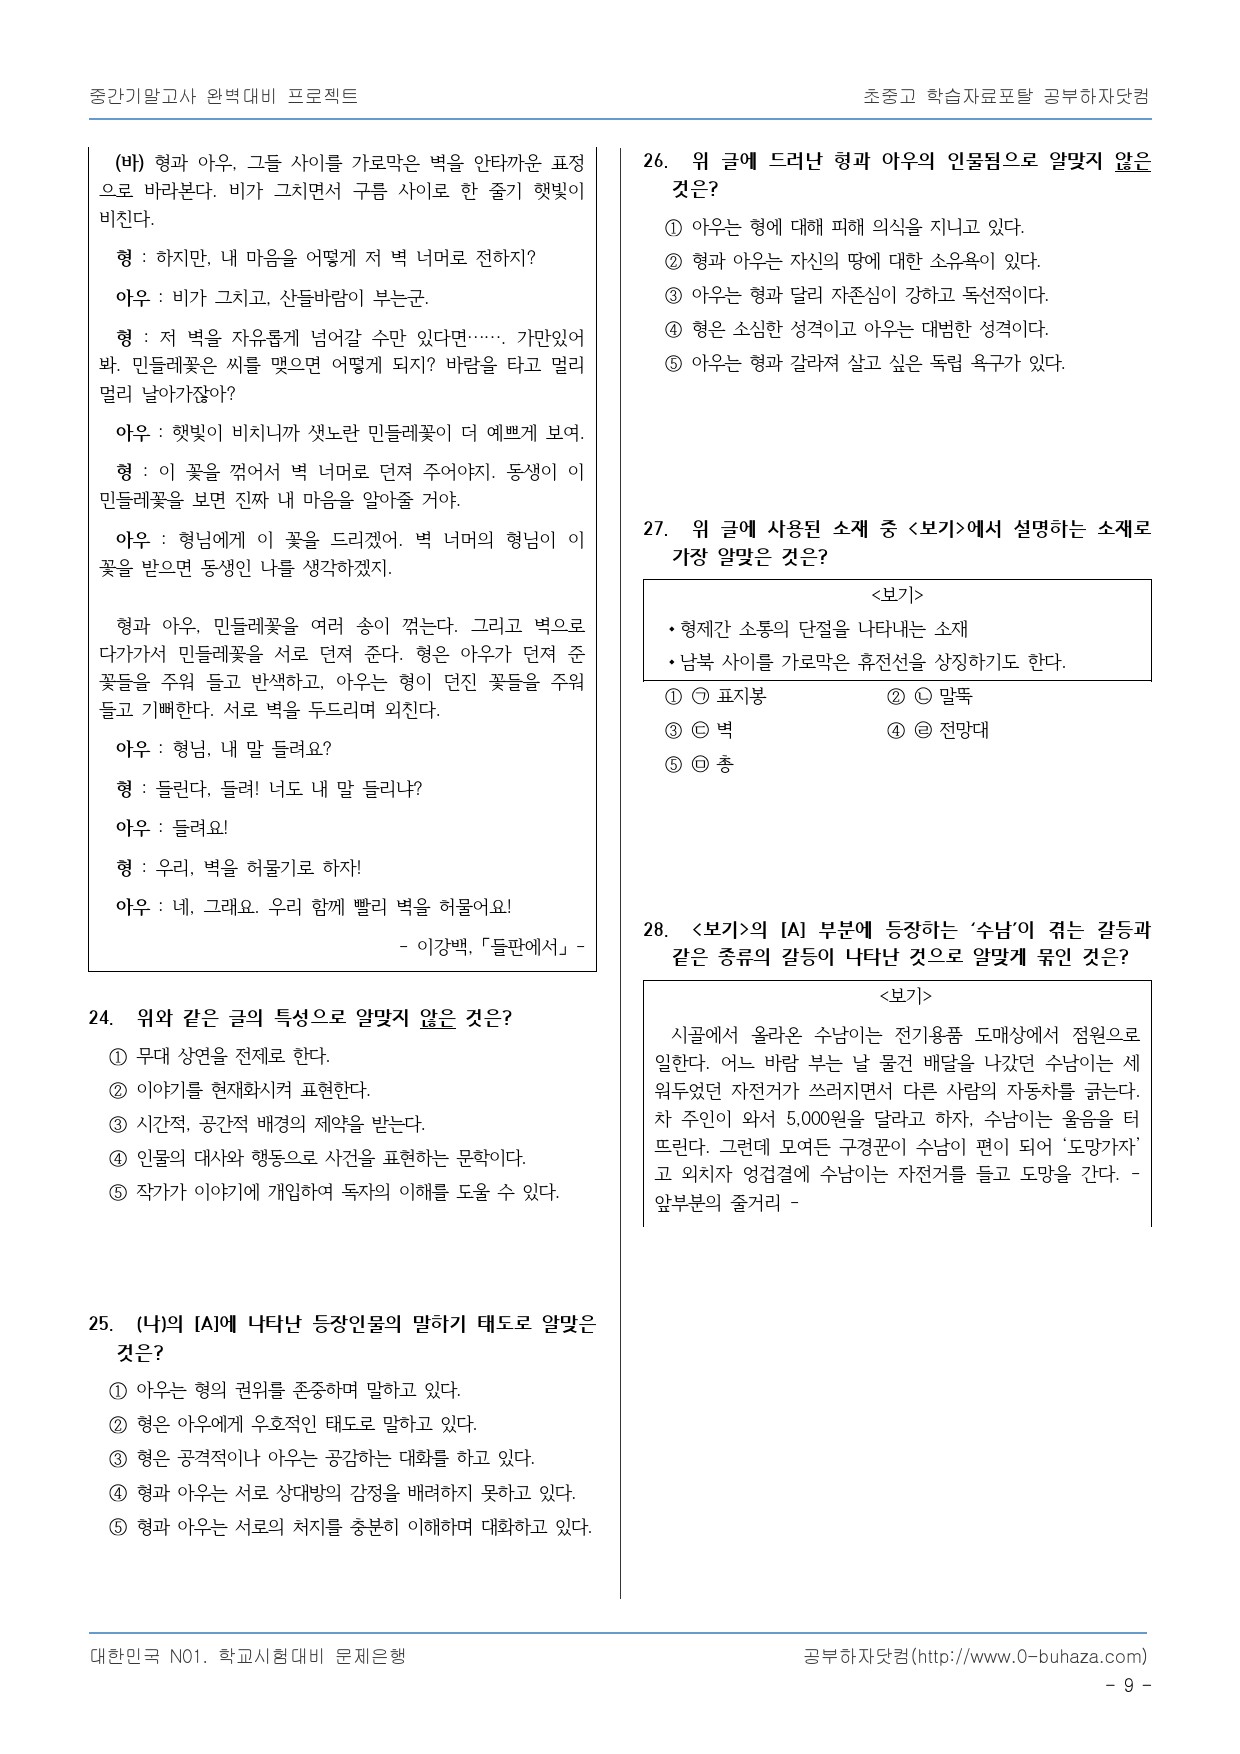 중간기말고사 완벽대비 프로젝트
초중고 학습자료포탈 공부하자닷컴
(바) 형과 아우, 그들 사이를 가로막은 벽을 안타까운 표정
으로 바라본다. 비가 그치면서 구름 사이로 한 줄기 햇빛이
비친다.
형 : 하지만, 내 마음을 어떻게 저 벽 너머로 전하지?
아우 : 비가 그치고, 산들바람이 부는군.
형 : 저 벽을 자유롭게 넘어갈 수만 있다면……. 가만있어
봐. 민들레꽃은 씨를 맺으면 어떻게 되지? 바람을 타고 멀리
멀리 날아가잖아?
아우 : 햇빛이 비치니까 샛노란 민들레꽃이 더 예쁘게 보여.
형 : 이 꽃을 꺾어서 벽 너머로 던져 주어야지. 동생이 이
민들레꽃을 보면 진짜 내 마음을 알아줄 거야.
아우 : 형님에게 이 꽃을 드리겠어. 벽 너머의 형님이 이
꽃을 받으면 동생인 나를 생각하겠지.
형과 아우, 민들레꽃을 여러 송이 꺾는다. 그리고 벽으로
다가가서 민들레꽃을 서로 던져 준다. 형은 아우가 던져 준
꽃들을 주워 들고 반색하고, 아우는 형이 던진 꽃들을 주워
들고 기뻐한다. 서로 벽을 두드리며 외친다.
아우 : 형님, 내 말 들려요?
형 : 들린다, 들려! 너도 내 말 들리냐?
아우 : 들려요!
형 : 우리, 벽을 허물기로 하자!
아우 : 네, 그래요. 우리 함께 빨리 벽을 허물어요!
- 이강백,「들판에서」-
24. 위와 같은 글의 특성으로 알맞지 않은 것은?
① 무대 상연을 전제로 한다.
② 이야기를 현재화시켜 표현한다.
③ 시간적, 공간적 배경의 제약을 받는다.
④ 인물의 대사와 행동으로 사건을 표현하는 문학이다.
⑤ 작가가 이야기에 개입하여 독자의 이해를 도울 수 있다.
25. (나)의 [A]에 나타난 등장인물의 말하기 태도로 알맞은
것은?
① 아우는 형의 권위를 존중하며 말하고 있다.
② 형은 아우에게 우호적인 태도로 말하고 있다.
③ 형은 공격적이나 아우는 공감하는 대화를 하고 있다.
④ 형과 아우는 서로 상대방의 감정을 배려하지 못하고 있다.
⑤ 형과 아우는 서로의 처지를 충분히 이해하며 대화하고 있다.
26. 위 글에 드러난 형과 아우의 인물됨으로 알맞지 않은
것은?
① 아우는 형에 대해 피해 의식을 지니고 있다.
② 형과 아우는 자신의 땅에 대한 소유욕이 있다.
③ 아우는 형과 달리 자존심이 강하고 독선적이다.
④ 형은 소심한 성격이고 아우는 대범한 성격이다.
⑤ 아우는 형과 갈라져 살고 싶은 독립 욕구가 있다.
27. 위 글에 사용된 소재 중 <보기>에서 설명하는 소재로
가장 알맞은 것은?
<보기>
• 형제간 소통의 단절을 나타내는 소재
• 남북 사이를 가로막은 휴전선을 상징하기도 한다.
① ㉠ 표지봉 ② ㉡ 말뚝
③ ㉢ 벽 ④ ㉣ 전망대
⑤ ㉤ 총
28. <보기>의 [A] 부분에 등장하는 ‘수남’이 겪는 갈등과
같은 종류의 갈등이 나타난 것으로 알맞게 묶인 것은?
<보기>
시골에서 올라온 수남이는 전기용품 도매상에서 점원으로
일한다. 어느 바람 부는 날 물건 배달을 나갔던 수남이는 세
워두었던 자전거가 쓰러지면서 다른 사람의 자동차를 긁는다.
차 주인이 와서 5,000원을 달라고 하자, 수남이는 울음을 터
뜨린다. 그런데 모여든 구경꾼이 수남이 편이 되어 ‘도망가자’
고 외치자 엉겁결에 수남이는 자전거를 들고 도망을 간다. -
앞부분의 줄거리 -
대한민국 N01. 학교시험대비 문제은행
공부하자닷컴(http://www.0-buhaza.com)
- 9 -